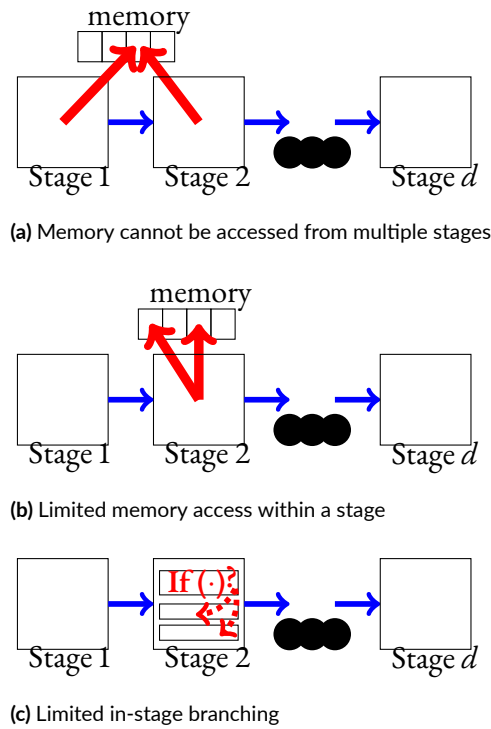 memory
Stage 1
Stage 2
Stage d
(a) Memory cannot be accessed from multiple stages
memory
Stage 1
Stage 2
Stage d
(b) Limited memory access within a stage
If (·)?
Stage 1
Stage 2
Stage d
(c) Limited in-stage branching